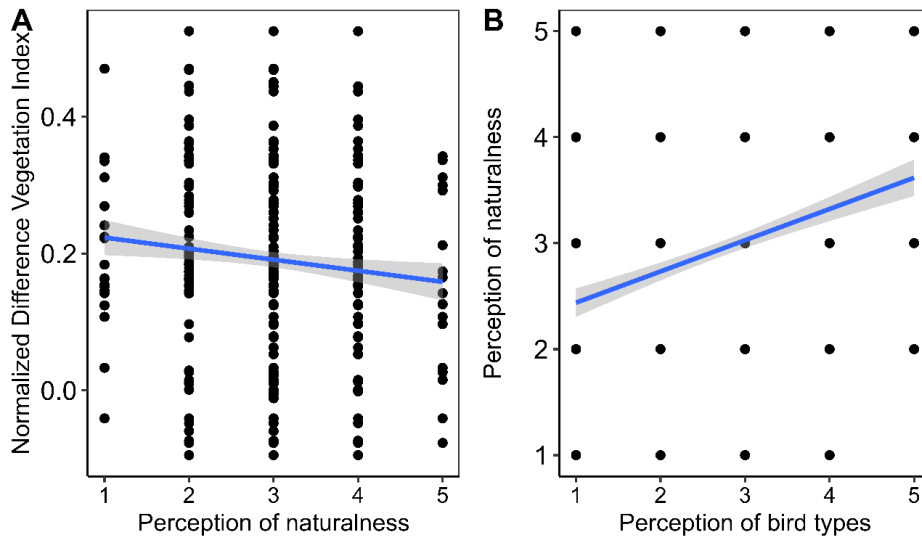 A
Normalized Difference Vegetation Index
0.4
0.2
0.0
1 2 3 4 5
Perception of naturalness
B
Perception of naturalness
5
4
3
2
1
1 2 3 4 5
Perception of bird types